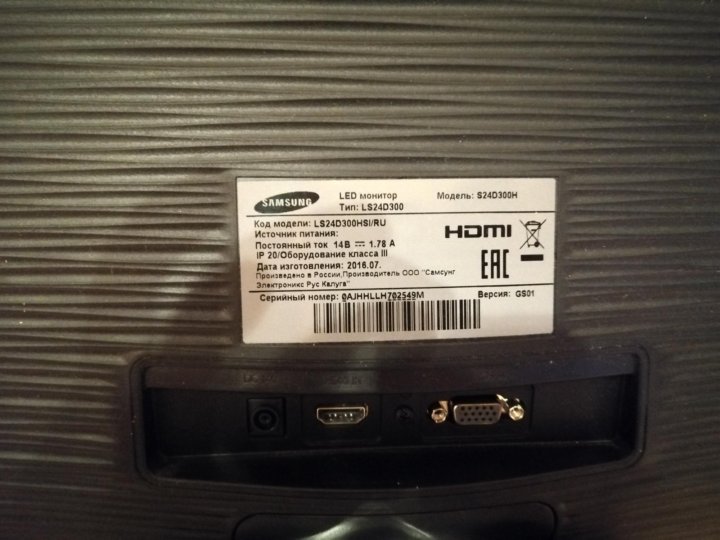 SAMSUNG
LED монитор
Тип: LS24D300
Модель: S24D300H
Код модели: LS24D300HSI/RU
Источник питания:
Постоянный ток 14В 1.78 А
IP 20/Оборудование класса III
Дата изготовления: 2016.07.
Произведено в России,Производитель ООО "Самсунг
Электроникс Рус Калуга"
HDMI
EAC
Серийный номер: 0AJHHLLH702549M
Версия: GS01